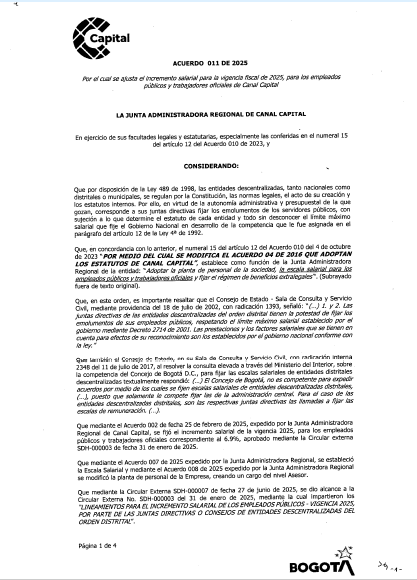 Capital
ACUERDO 011 DE 2025
Por el cual se ajusta el incremento salarial para la vigencia fiscal de 2025, para los empleados
públicos y trabajadores oficiales de Canal Capital
LA JUNTA ADMINISTRADORA REGIONAL DE CANAL CAPITAL
En ejercicio de sus facultades legales y estatutarias, especialmente las conferidas en el numeral 15
del artículo 12 del Acuerdo 010 de 2023, y
CONSIDERANDO:
Que por disposición de la Ley 489 de 1998, las entidades descentralizadas, tanto nacionales como
distritales o municipales, se regulan por la Constitución, las normas legales, el acto de su creación y
los estatutos internos. Por ello, en virtud de la autonomía administrativa y presupuestal de la que
gozan, corresponde a sus juntas directivas fijar los emolumentos de los servidores públicos, con
sujeción a lo que determine el estatuto de cada entidad y todo sin desconocer el límite máximo
salarial que fije el Gobierno Nacional en desarrollo de la competencia que le fue asignada en el
parágrafo del artículo 12 de la Ley 4ª de 1992.
Que, en concordancia con lo anterior, el numeral 15 del artículo 12 del Acuerdo 010 del 4 de octubre
de 2023 "POR MEDIO DEL CUAL SE MODIFICA EL ACUERDO 04 DE 2016 QUE ADOPTAN
LOS ESTATUTOS DE CANAL CAPITAL", establece como función de la Junta Administradora
Regional de la entidad: "Adoptar la planta de personal de la sociedad, la escala salarial para los
empleados públicos y trabajadores oficiales y fijar el régimen de beneficios extralegales". (Subrayado
fuera de texto original).
Que, en este orden, es importante resaltar que el Consejo de Estado - Sala de Consulta y Servicio
Civil, mediante providencia del 18 de julio de 2002, con radicación 1393, señaló: "(...) 1. y 2. Las
juntas directivas de las entidades descentralizadas del orden distrital tienen la potestad de fijar los
emolumentos de sus empleados públicos, respetando el límite máximo salarial establecido por el
gobierno mediante Decreto 2714 de 2001. Las prestaciones y los factores salariales que se tienen en
cuenta para efectos de su reconocimiento son los establecidos por el gobierno nacional conforme con
la ley."
Que también el Consejo de Estado, en su Sala de Consulta y Servicio Civil, con radicación interna
2348 del 11 de julio de 2017, al resolver la consulta elevada a través del Ministerio del Interior, sobre
la competencia del Concejo de Bogotá D.C., para fijar las escalas salariales de entidades distritales
descentralizadas textualmente respondió: (...) El Concejo de Bogotá, no es competente para expedir
acuerdos por medio de los cuales se fijen escalas salariales de entidades descentralizadas distritales,
(...), puesto que solamente le compete fijar las de la administración central. Para el caso de las
entidades descentralizadas distritales, son las respectivas juntas directivas las llamadas a fijar las
escalas de remuneración. (...).
Que mediante el Acuerdo 002 de fecha 25 de febrero de 2025, expedido por la Junta Administradora
Regional de Canal Capital, se fijó el incremento salarial de la vigencia 2025, para los empleados
públicos y trabajadores oficiales correspondiente al 6.9%, aprobado mediante la Circular externa
SDH-000003 de fecha 31 de enero de 2025.
Que mediante el Acuerdo 007 de 2025 expedido por la Junta Administradora Regional, se estableció
la Escala Salarial y mediante el Acuerdo 008 de 2025 expedido por la Junta Administradora Regional
se modificó la planta de personal de la Empresa, creando un cargo del nivel Asesor.
Que mediante la Circular Externa SDH-000007 de fecha 27 de junio de 2025, se dio alcance a la
Circular Externa No. SDH-000003 del 31 de enero de 2025, mediante la cual impartieron los
"LINEAMIENTOS PARA EL INCREMENTO SALARIAL DE LOS EMPLEADOS PÚBLICOS - VIGENCIA 2025,
POR PARTE DE LAS JUNTAS DIRECTIVAS O CONSEJOS DE ENTIDADES DESCENTRALIZADAS DEL
ORDEN DISTRITAL".
Página 1 de 4
BOGOTÁ